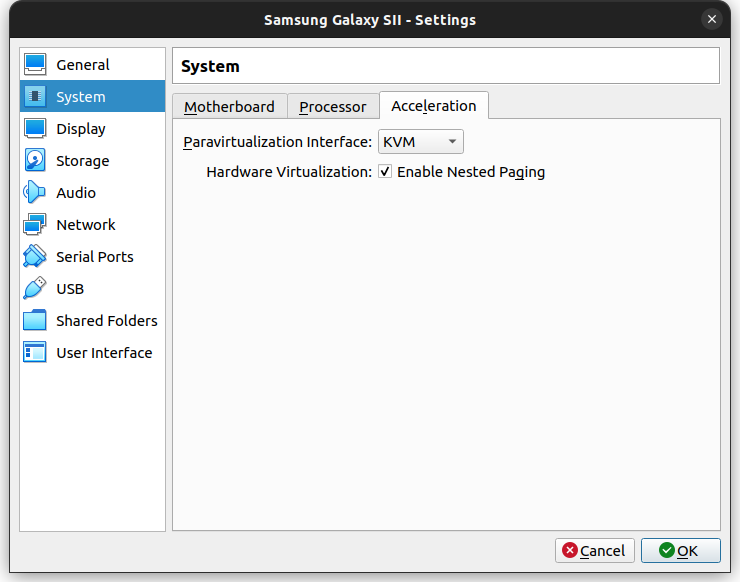 Samsung Galaxy SII - Settings
General
System
Display
Storage
Audio
Network
Serial Ports
USB
Shared Folders
User Interface
System
Motherboard Processor Acceleration
Paravirtualization Interface: KVM
Hardware Virtualization: Enable Nested Paging
Cancel OK